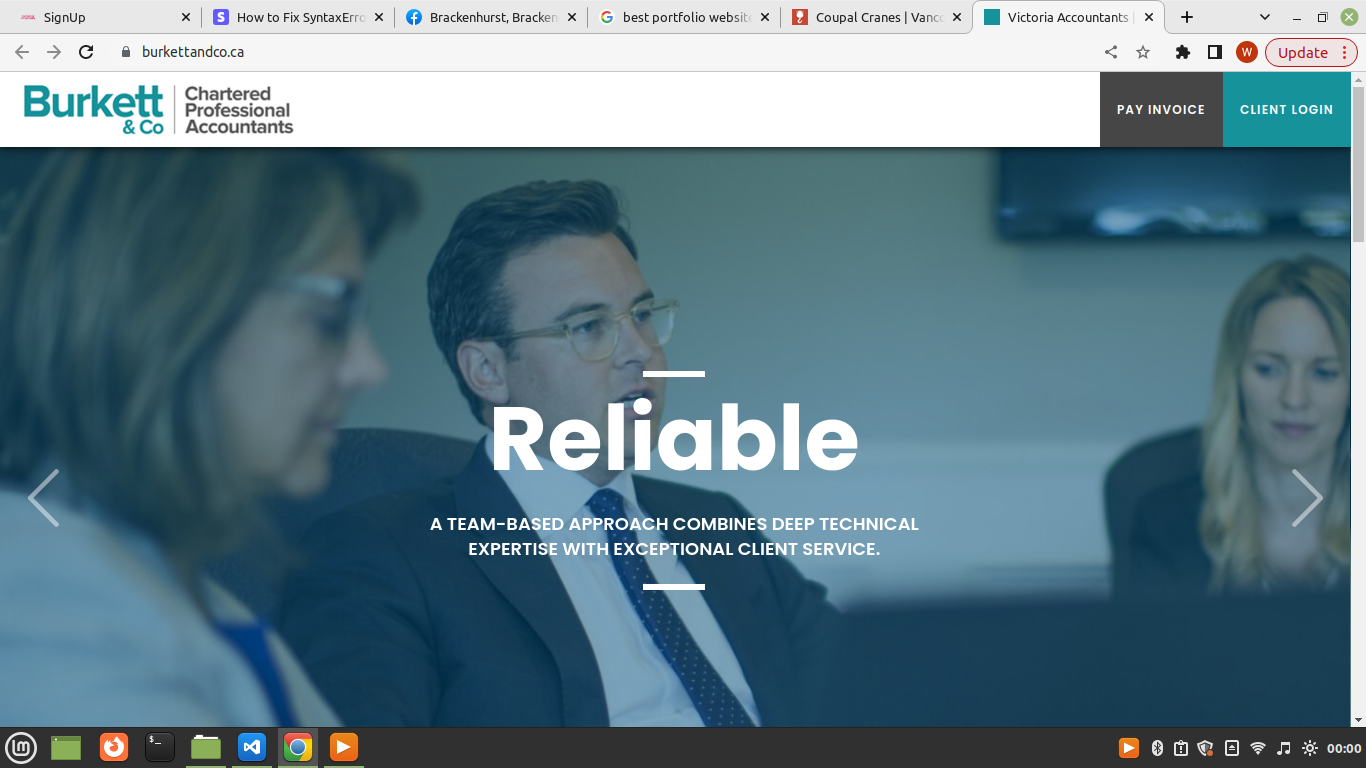 SignUp
How to Fix SyntaxErro
Brackenhurst, Bracken
best portfolio website
Coupal Cranes | Vanco
Victoria Accountants |
burkettandco.ca
W
Update
Burkett
& Co
Chartered
Professional
Accountants
PAY INVOICE
CLIENT LOGIN
Reliable
A TEAM-BASED APPROACH COMBINES DEEP TECHNICAL
EXPERTISE WITH EXCEPTIONAL CLIENT SERVICE.
00:00